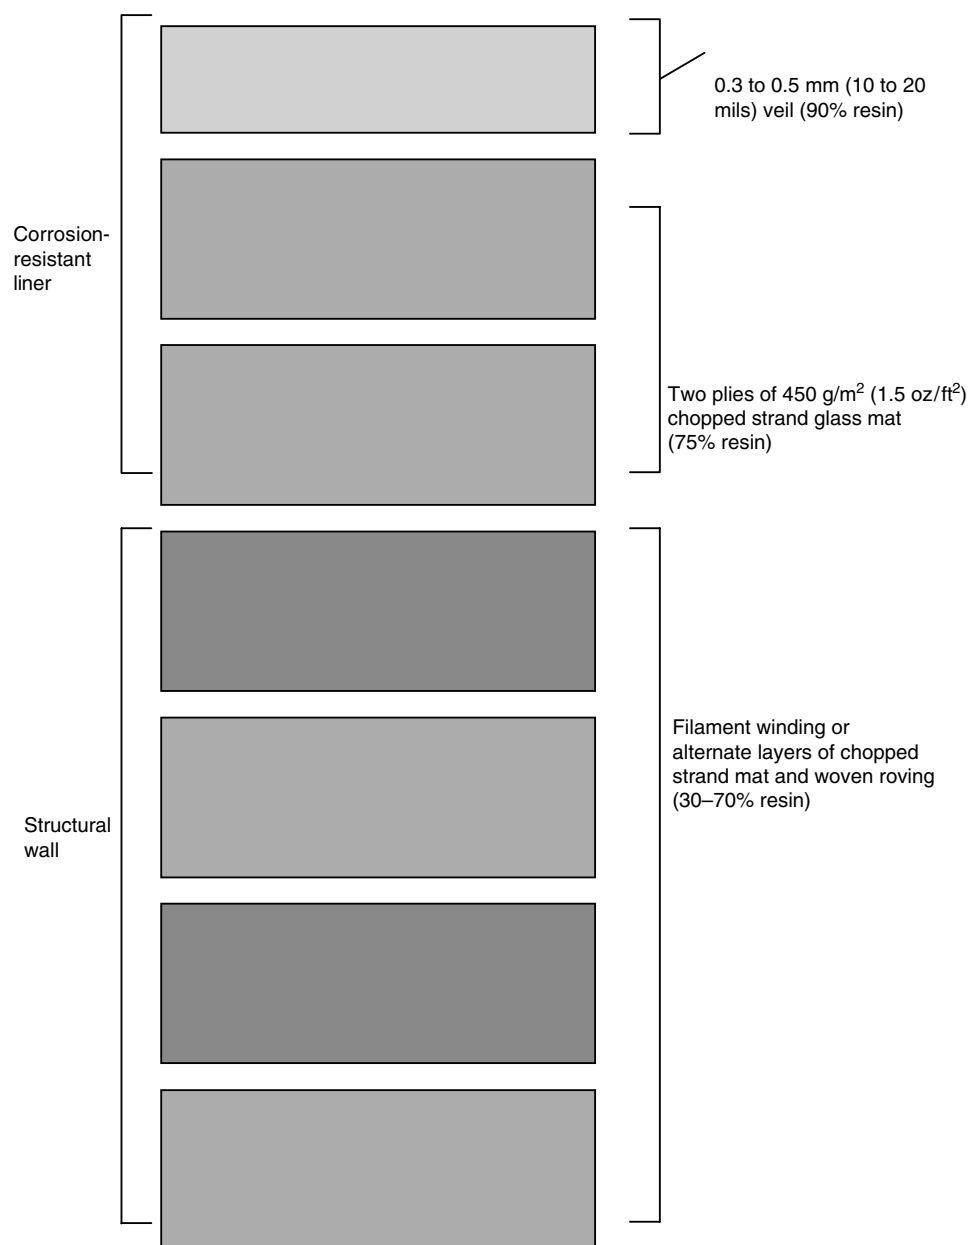 0.3 to 0.5 mm (10 to 20
mils) veil (90% resin)
Corrosion-
resistant
liner
Two plies of 450 g/m² (1.5 oz/ft²)
chopped strand glass mat
(75% resin)
Filament winding or
alternate layers of chopped
strand mat and woven roving
(30–70% resin)
Structural
wall